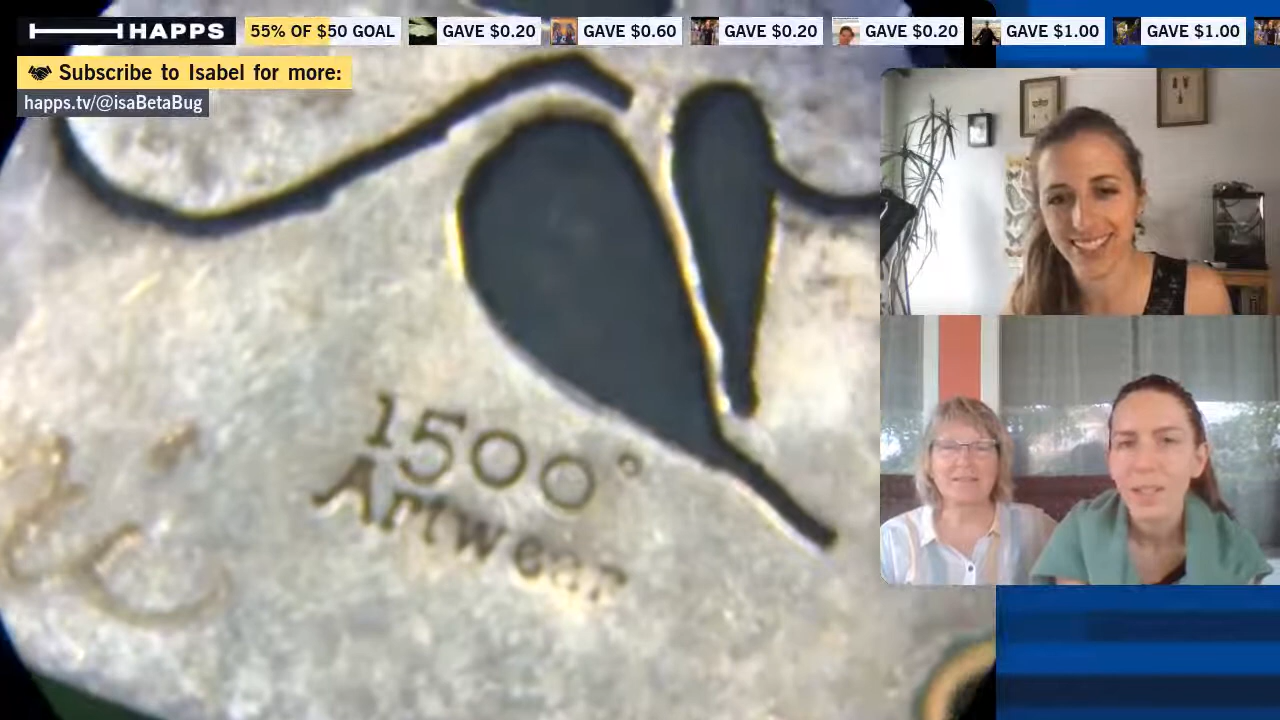 HAPPS
55% OF $50 GOAL
GAVE $0.20
GAVE $0.60
GAVE $0.20
GAVE $0.20
GAVE $1.00
GAVE $1.00
Subscribe to Isabel for more:
happs.tv/@isaBetaBug
1500°
Artwear